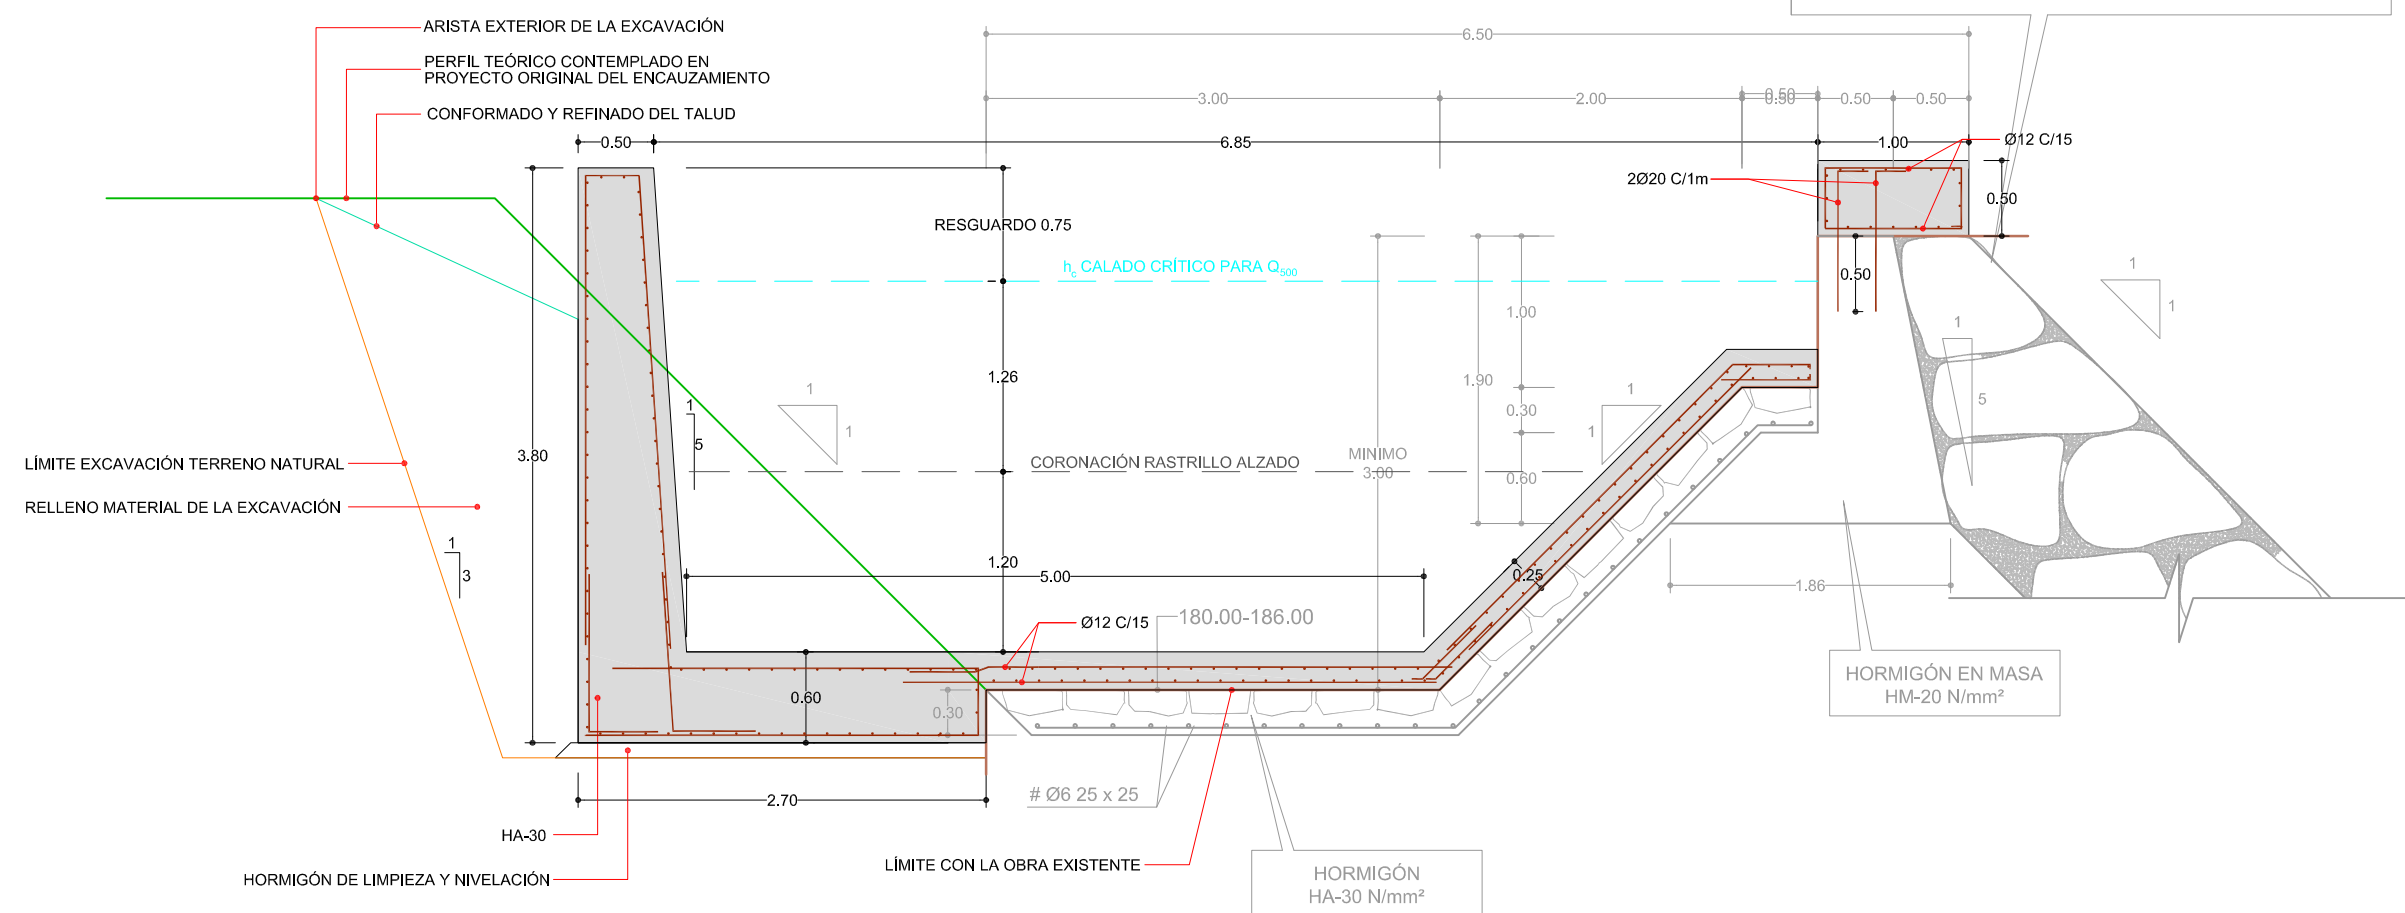 ARISTA EXTERIOR DE LA EXCAVACIÓN
PERFIL TEÓRICO CONTEMPLADO EN
PROYECTO ORIGINAL DEL ENCAUZAMIENTO
CONFORMADO Y REFINADO DEL TALUD
6.50
3.00
2.00
0.50
0.50
0.50
0.50
0.50
6.85
1.00
Ø12 C/15
2Ø20 C/1m
0.50
RESGUARDO 0.75
h_c CALADO CRÍTICO PARA Q_500
0.50
1
1
1.00
1
5
1.26
1.90
1
1
1
1
0.30
1
5
3.80
LÍMITE EXCAVACIÓN TERRENO NATURAL
CORONACIÓN RASTRILLO ALZADO
MINIMO
3.00
0.60
RELLENO MATERIAL DE LA EXCAVACIÓN
1
3
1.20
5.00
0.25
1.86
Ø12 C/15
180.00-186.00
0.60
0.30
HORMIGÓN EN MASA
HM-20 N/mm²
2.70
# Ø6 25 x 25
HA-30
LÍMITE CON LA OBRA EXISTENTE
HORMIGÓN DE LIMPIEZA Y NIVELACIÓN
HORMIGÓN
HA-30 N/mm²